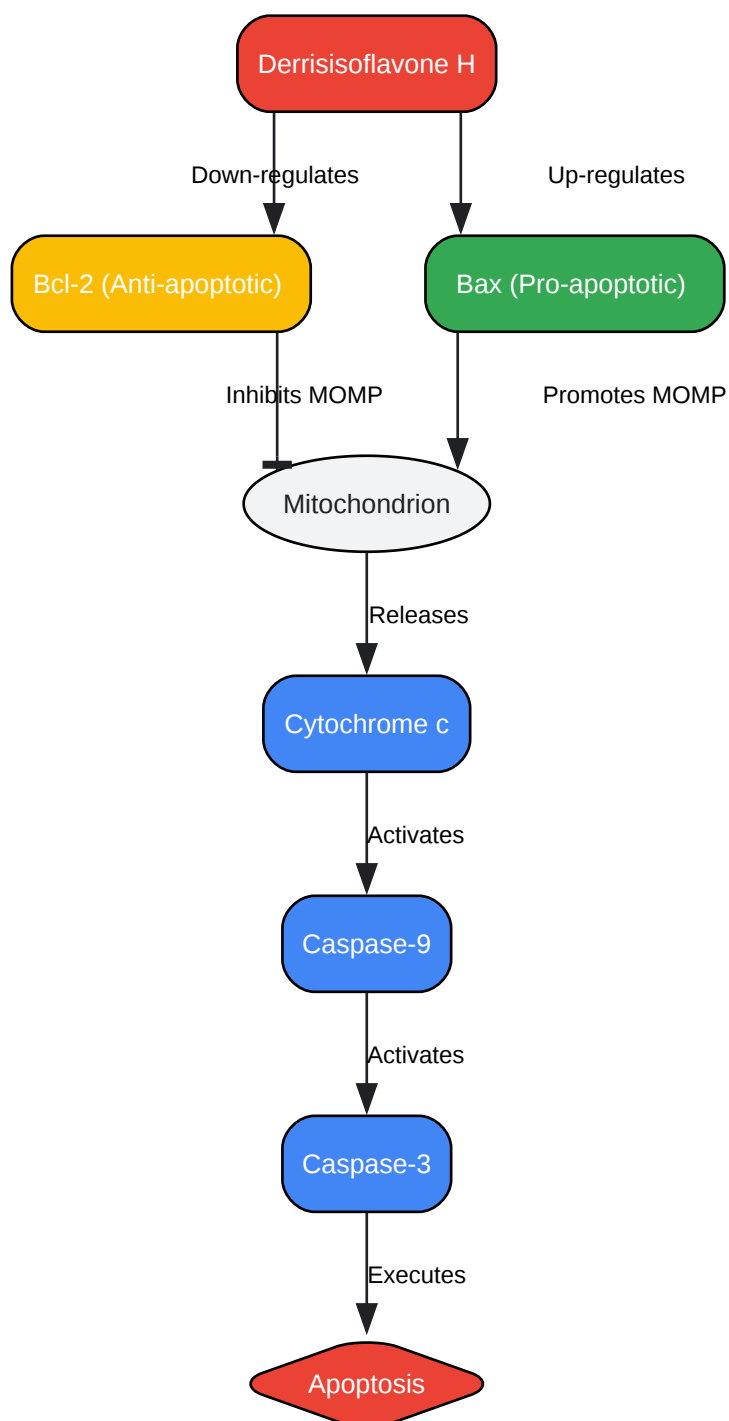 Derrisisoflavone H
Down-regulates
Up-regulates
Bcl-2 (Anti-apoptotic)
Bax (Pro-apoptotic)
Inhibits MOMP
Promotes MOMP
Mitochondrion
Releases
Cytochrome c
Activates
Caspase-9
Activates
Caspase-3
Executes
Apoptosis